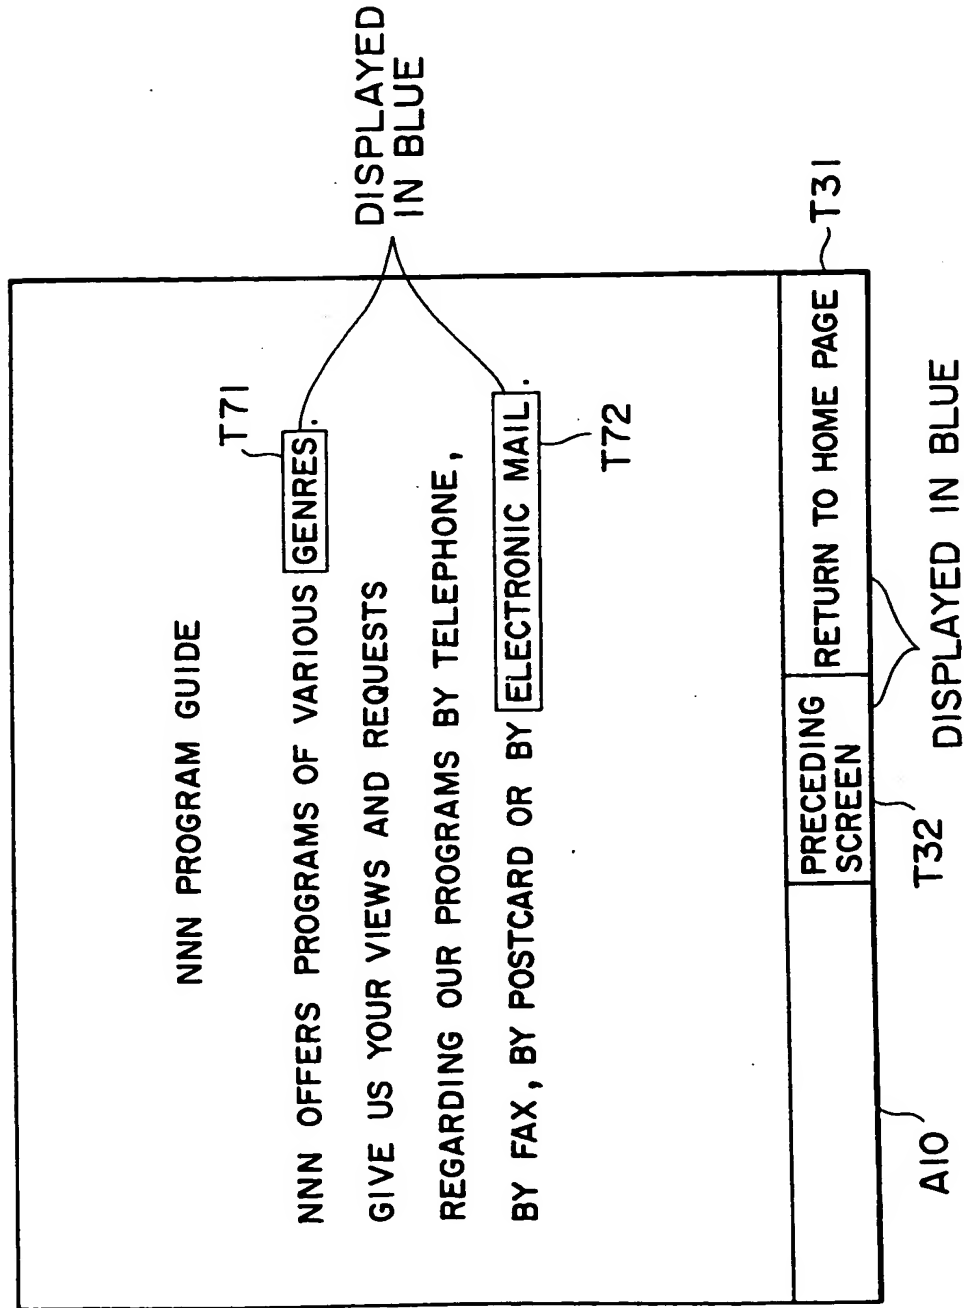 NNN PROGRAM GUIDE
T71
NNN OFFERS PROGRAMS OF VARIOUS GENRES.
DISPLAYED
IN BLUE
GIVE US YOUR VIEWS AND REQUESTS
REGARDING OUR PROGRAMS BY TELEPHONE,
BY FAX, BY POSTCARD OR BY ELECTRONIC MAIL.
T72
PRECEDING
SCREEN
RETURN TO HOME PAGE
T31
A10
T32
DISPLAYED IN BLUE